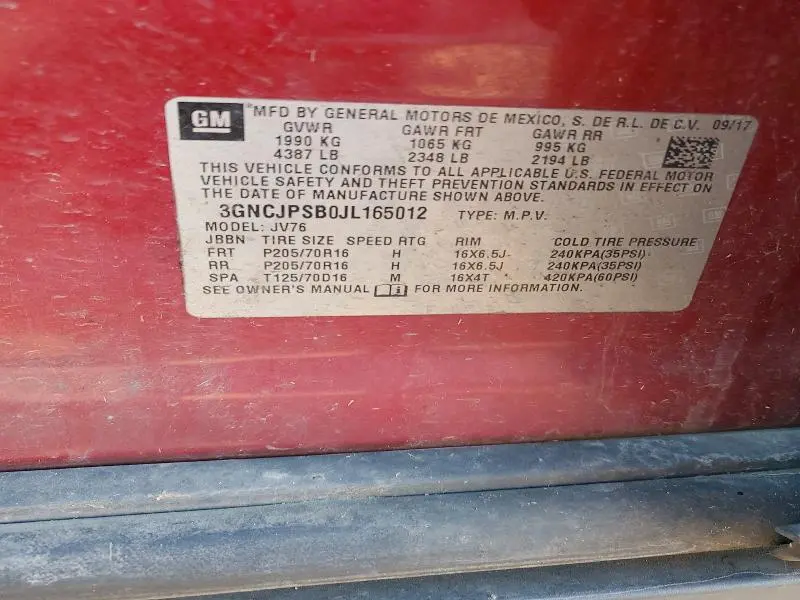 GM *MFD BY GENERAL MOTORS DE MEXICO, S. DE R.L. DE C.V. 09/17
GVWR GAWR FRT GAWR RR
1990 KG 1065 KG 995 KG
4387 LB 2348 LB 2194 LB
THIS VEHICLE CONFORMS TO ALL APPLICABLE U.S. FEDERAL MOTOR
VEHICLE SAFETY AND THEFT PREVENTION STANDARDS IN EFFECT ON
THE DATE OF MANUFACTURE SHOWN ABOVE.
3GNCJPSB0JL165012 TYPE: M.P.V.
MODEL: JV76
JBBN TIRE SIZE SPEED RTG RIM COLD TIRE PRESSURE
FRT P205/70R16 H 16X6.5J 240KPA(35PSI)
RR P205/70R16 H 16X6.5J 240KPA(35PSI)
SPA T125/70D16 M 16X4T 420KPA(60PSI)
SEE OWNER'S MANUAL FOR MORE INFORMATION.